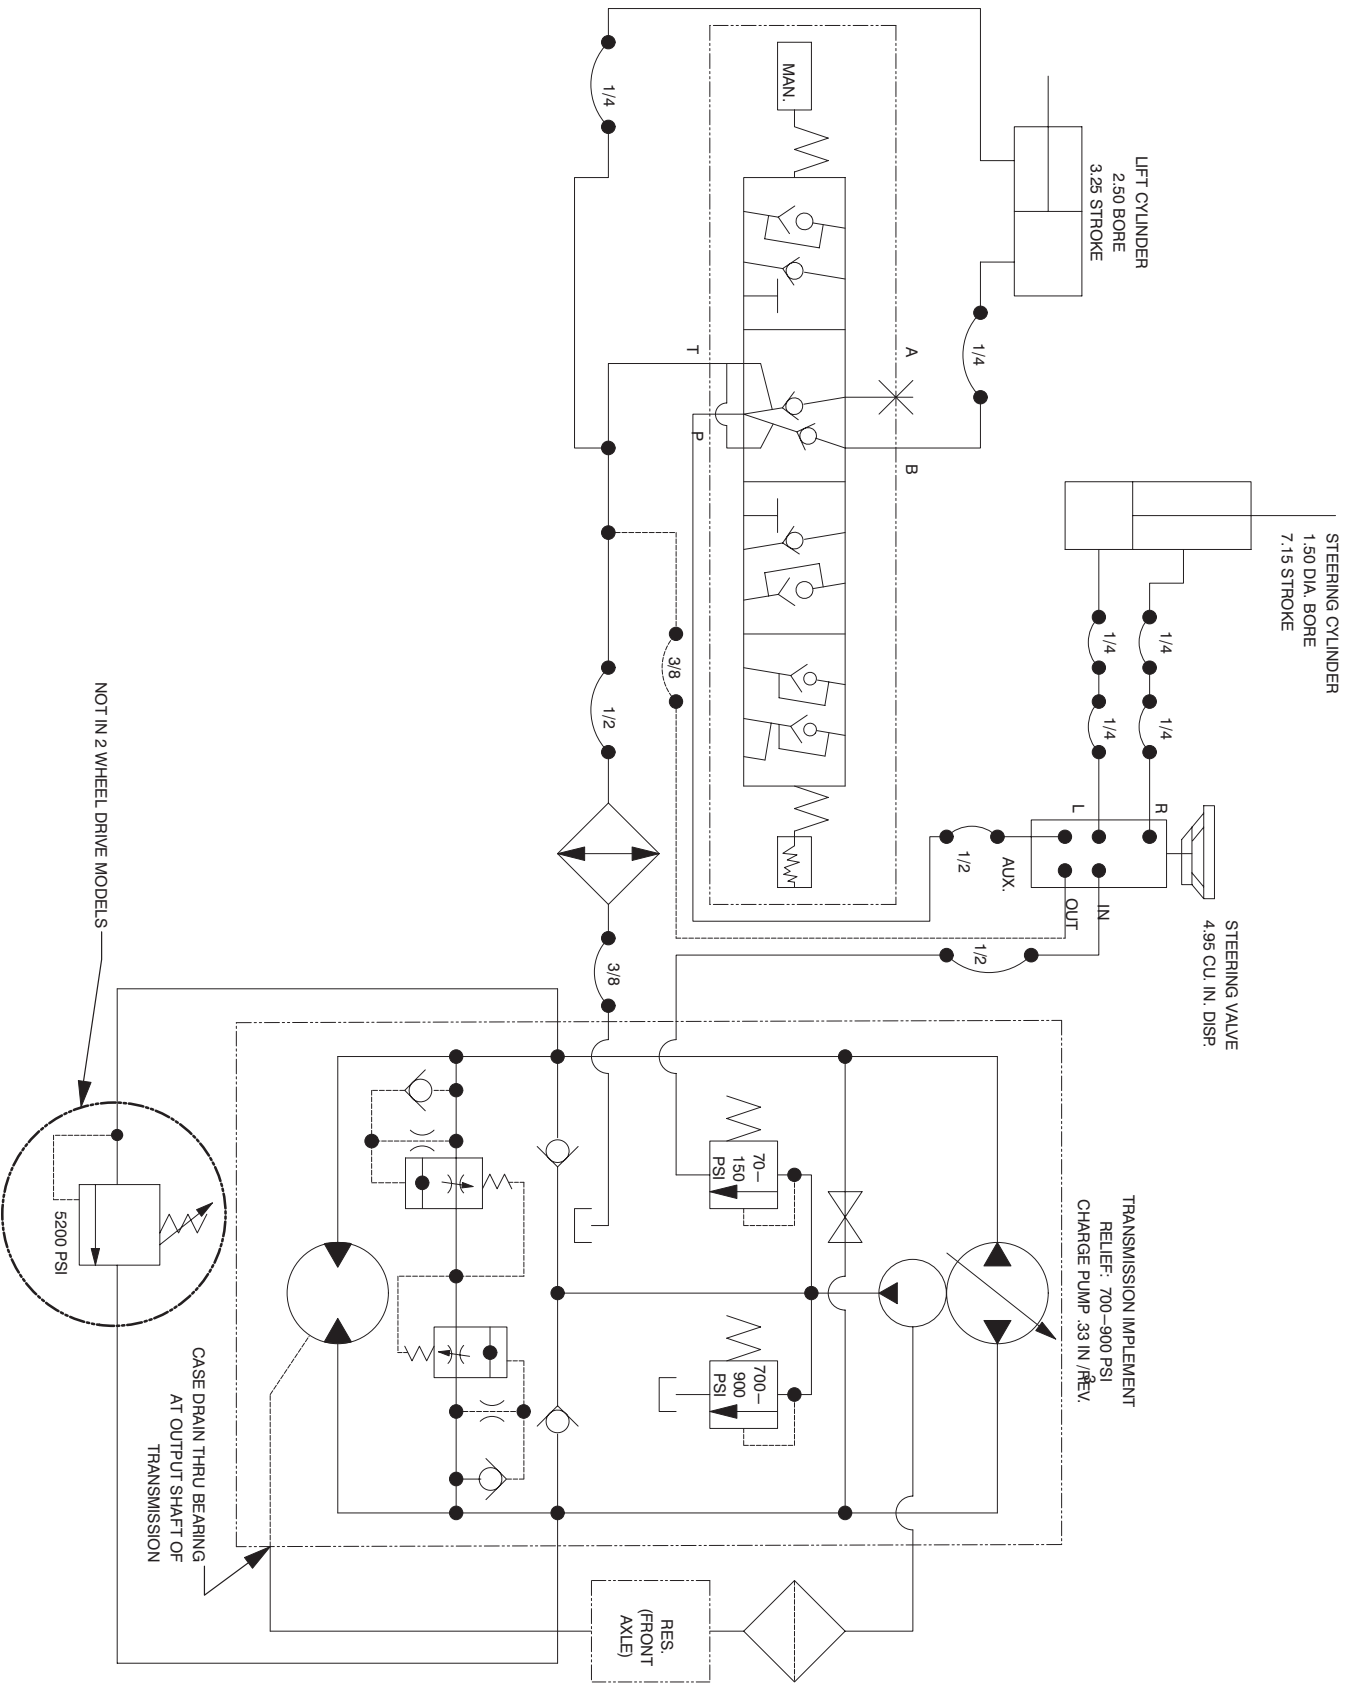 STEERING CYLINDER
1.50 DIA. BORE
7.15 STROKE
STEERING VALVE
4.95 CU. IN. DISP.
LIFT CYLINDER
2.50 BORE
3.25 STROKE
TRANSMISSION IMPLEMENT
RELIEF: 700–900 PSI
CHARGE PUMP .33 IN³/REV.
1/4
1/4
1/4
1/4
R
L
IN
OUT
AUX.
1/2
1/2
1/4
A
B
MAN.
T
P
3/8
1/4
1/2
3/8
70–
150
PSI
700–
900
PSI
RES.
(FRONT
AXLE)
CASE DRAIN THRU BEARING
AT OUTPUT SHAFT OF
TRANSMISSION
NOT IN 2 WHEEL DRIVE MODELS
5200 PSI